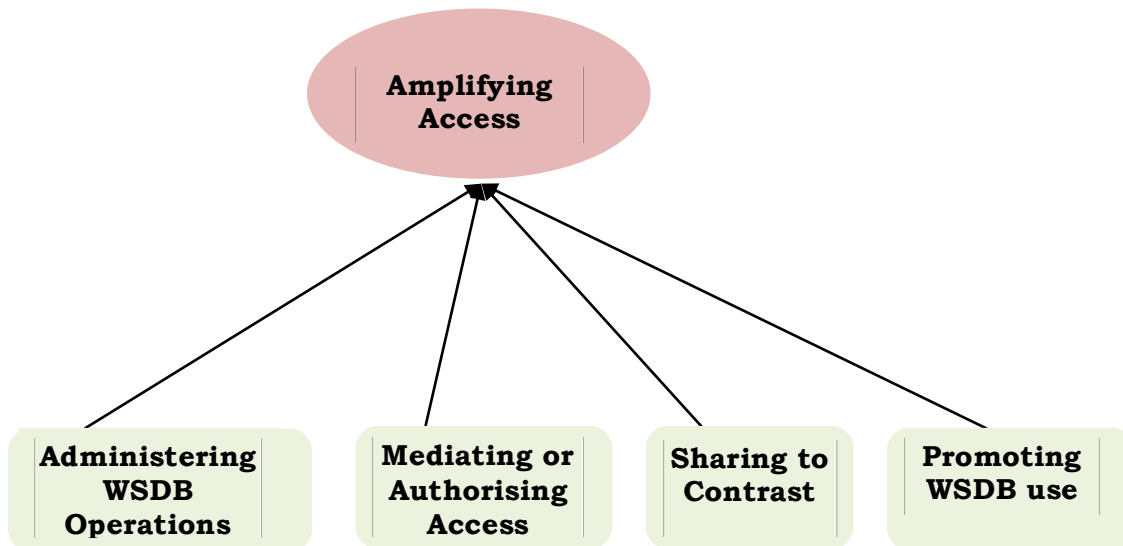 Amplifying
Access
Administering
WSDB
Operations
Mediating or
Authorising
Access
Sharing to
Contrast
Promoting
WSDB use